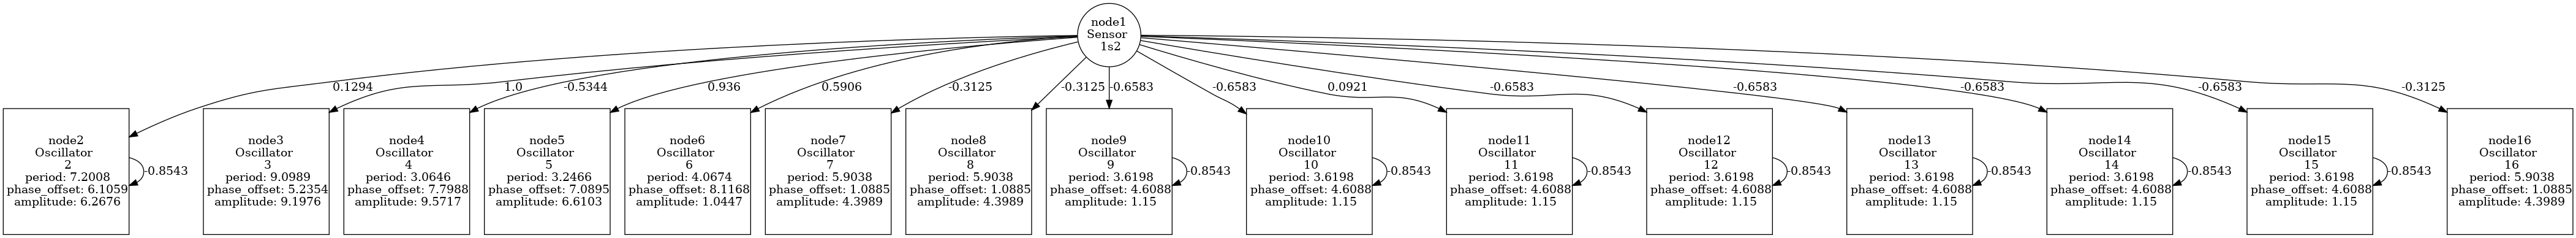 node1
Sensor
1s2
0.1294
1.0
-0.5344
0.936
0.5906
-0.3125
-0.3125
-0.6583
-0.6583
0.0921
-0.6583
-0.6583
-0.6583
-0.6583
-0.3125
node2
Oscillator
2
period: 7.2008
phase_offset: 6.1059
amplitude: 6.2676
-0.8543
node3
Oscillator
3
period: 9.0989
phase_offset: 5.2354
amplitude: 9.1976
node4
Oscillator
4
period: 3.0646
phase_offset: 7.7988
amplitude: 9.5717
node5
Oscillator
5
period: 3.2466
phase_offset: 7.0895
amplitude: 6.6103
node6
Oscillator
6
period: 4.0674
phase_offset: 8.1168
amplitude: 1.0447
node7
Oscillator
7
period: 5.9038
phase_offset: 1.0885
amplitude: 4.3989
node8
Oscillator
8
period: 5.9038
phase_offset: 1.0885
amplitude: 4.3989
node9
Oscillator
9
period: 3.6198
phase_offset: 4.6088
amplitude: 1.15
-0.8543
node10
Oscillator
10
period: 3.6198
phase_offset: 4.6088
amplitude: 1.15
-0.8543
node11
Oscillator
11
period: 3.6198
phase_offset: 4.6088
amplitude: 1.15
-0.8543
node12
Oscillator
12
period: 3.6198
phase_offset: 4.6088
amplitude: 1.15
-0.8543
node13
Oscillator
13
period: 3.6198
phase_offset: 4.6088
amplitude: 1.15
-0.8543
node14
Oscillator
14
period: 3.6198
phase_offset: 4.6088
amplitude: 1.15
-0.8543
node15
Oscillator
15
period: 3.6198
phase_offset: 4.6088
amplitude: 1.15
-0.8543
node16
Oscillator
16
period: 5.9038
phase_offset: 1.0885
amplitude: 4.3989